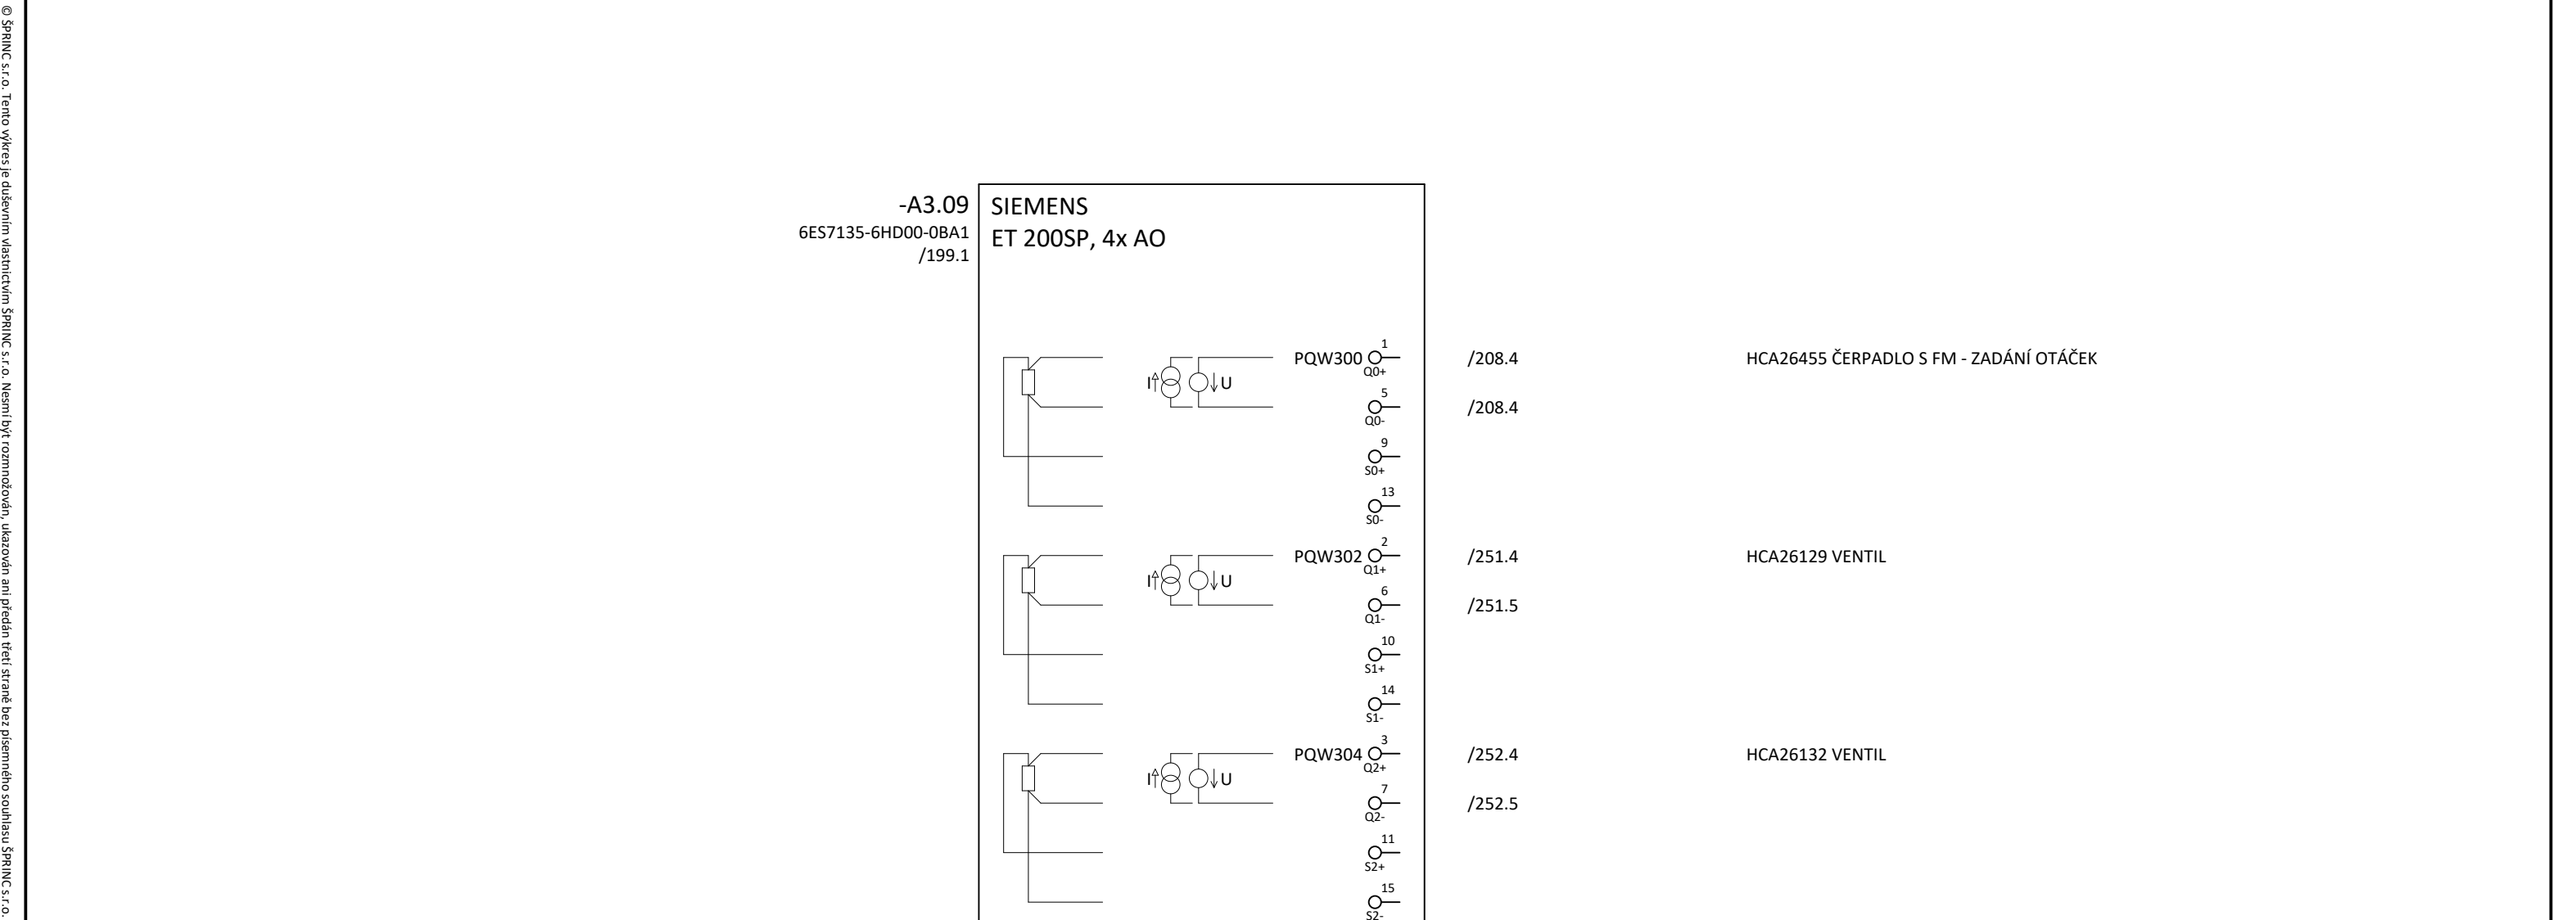 © ŠPRINC s.r.o. Tento výkres je duševním vlastnictvím ŠPRINC s.r.o. Nesmí být rozmnožován, ukazován ani předán třetí straně bez písemného souhlasu ŠPRINC s.r.o.
-A3.09
6ES7135-6HD00-0BA1
/199.1
SIEMENS
ET 200SP, 4x AO
I U PQW300 1 Q0+ /208.4 HCA26455 ČERPADLO S FM - ZADÁNÍ OTÁČEK
5 Q0- /208.4
9 S0+
13 S0-
I U PQW302 2 Q1+ /251.4 HCA26129 VENTIL
6 Q1- /251.5
10 S1+
14 S1-
I U PQW304 3 Q2+ /252.4 HCA26132 VENTIL
7 Q2- /252.5
11 S2+
15 S2-